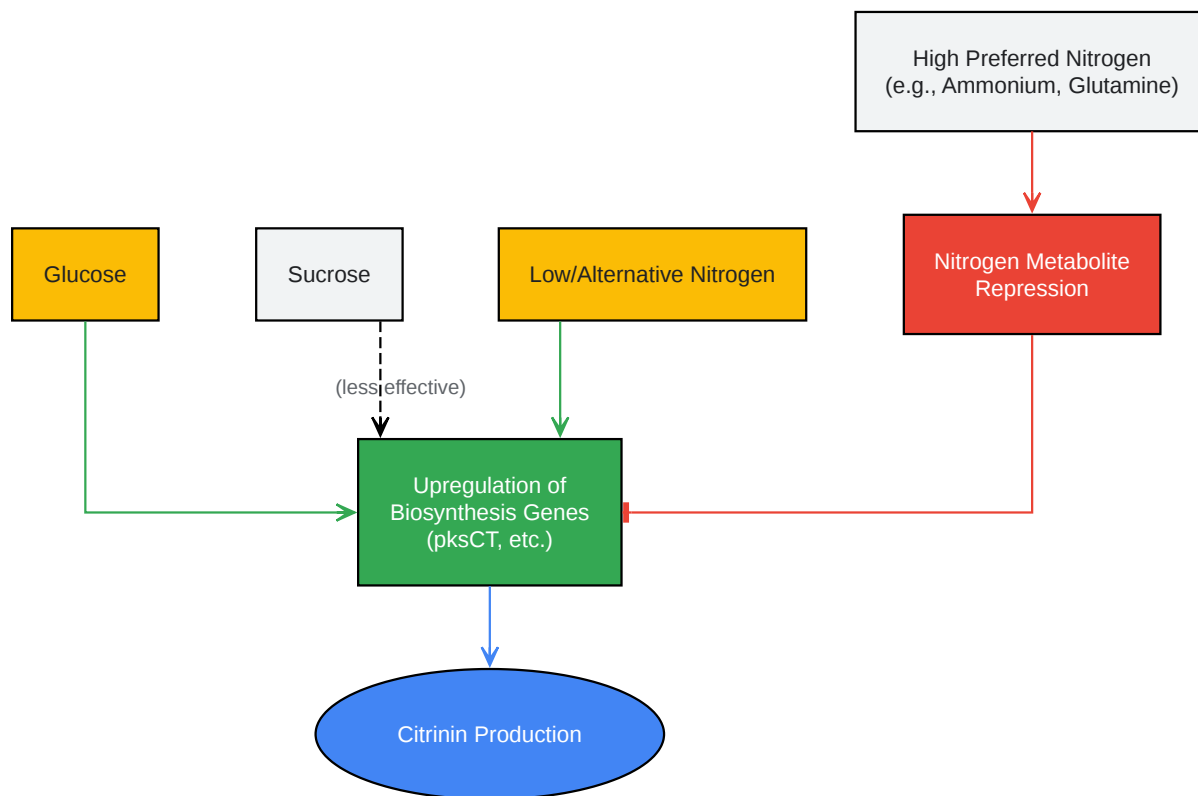 High Preferred Nitrogen
(e.g., Ammonium, Glutamine)
Glucose
Sucrose
Low/Alternative Nitrogen
Nitrogen Metabolite
Repression
(less effective)
Upregulation of
Biosynthesis Genes
(pksCT, etc.)
Citrinin Production